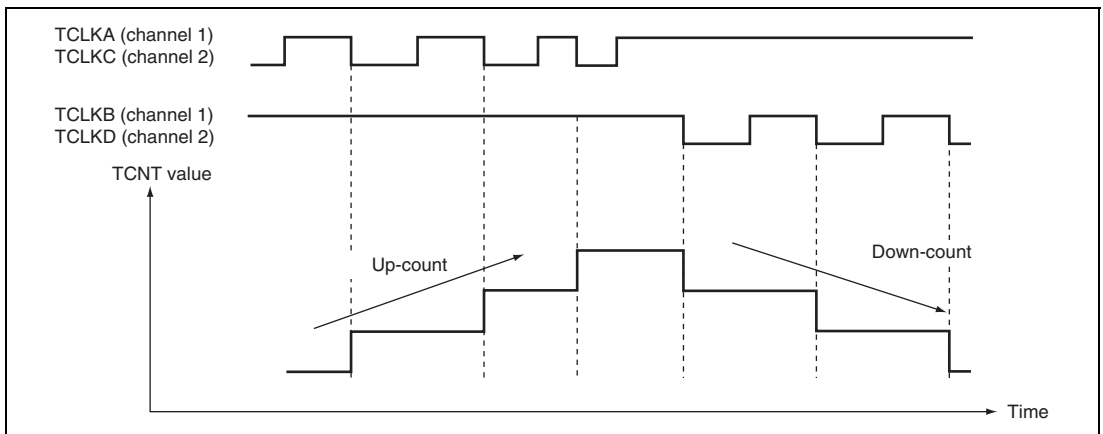 TCLKA (channel 1)
TCLKC (channel 2)
TCLKB (channel 1)
TCLKD (channel 2)
TCNT value
Up-count
Down-count
Time